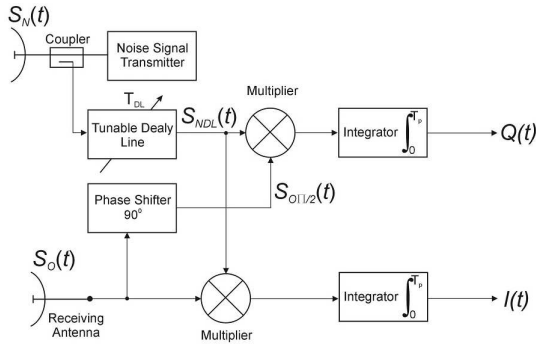 S_N(t)
Coupler
Noise Signal
Transmitter
T_DL
Tunable Dealy
Line
S_NDL(t)
Multiplier
Integrator ∫_0^T_p
Q(t)
Phase Shifter
90°
S_OΠ/2(t)
S_O(t)
Receiving
Antenna
Multiplier
Integrator ∫_0^T_p
I(t)